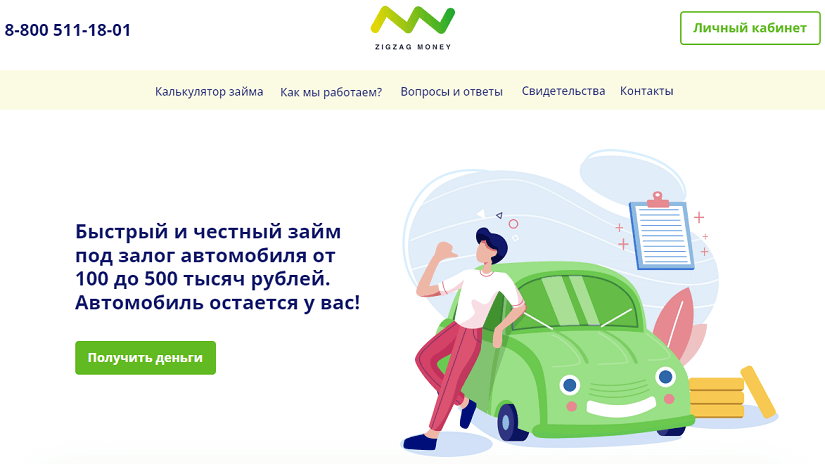 8-800 511-18-01
ZIGZAG MONEY
Личный кабинет
Калькулятор займа
Как мы работаем?
Вопросы и ответы
Свидетельства
Контакты
Быстрый и честный займ
под залог автомобиля от
100 до 500 тысяч рублей.
Автомобиль остается у вас!
Получить деньги